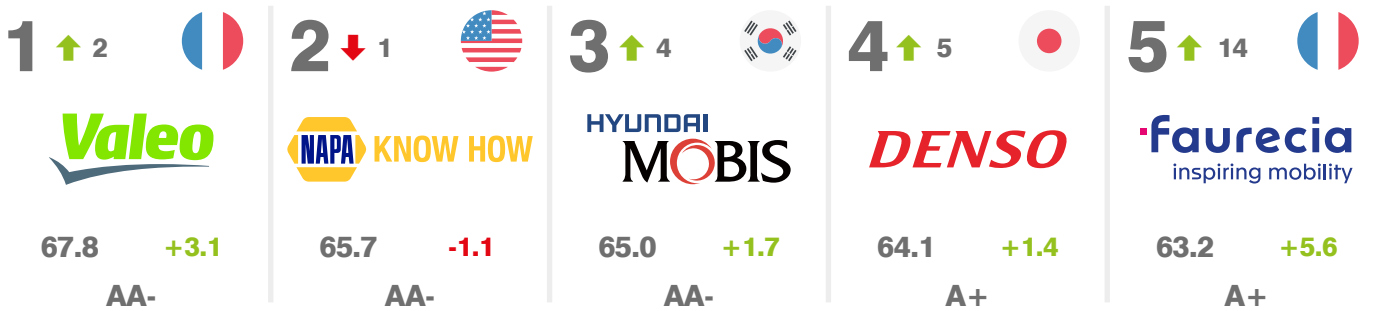 1 2
Valeo
67.8 +3.1
AA-
2 1
NAPA KNOW HOW
65.7 -1.1
AA-
3 4
HYUNDAI
MOBIS
65.0 +1.7
AA-
4 5
DENSO
64.1 +1.4
A+
5 14
faurecia
inspiring mobility
63.2 +5.6
A+